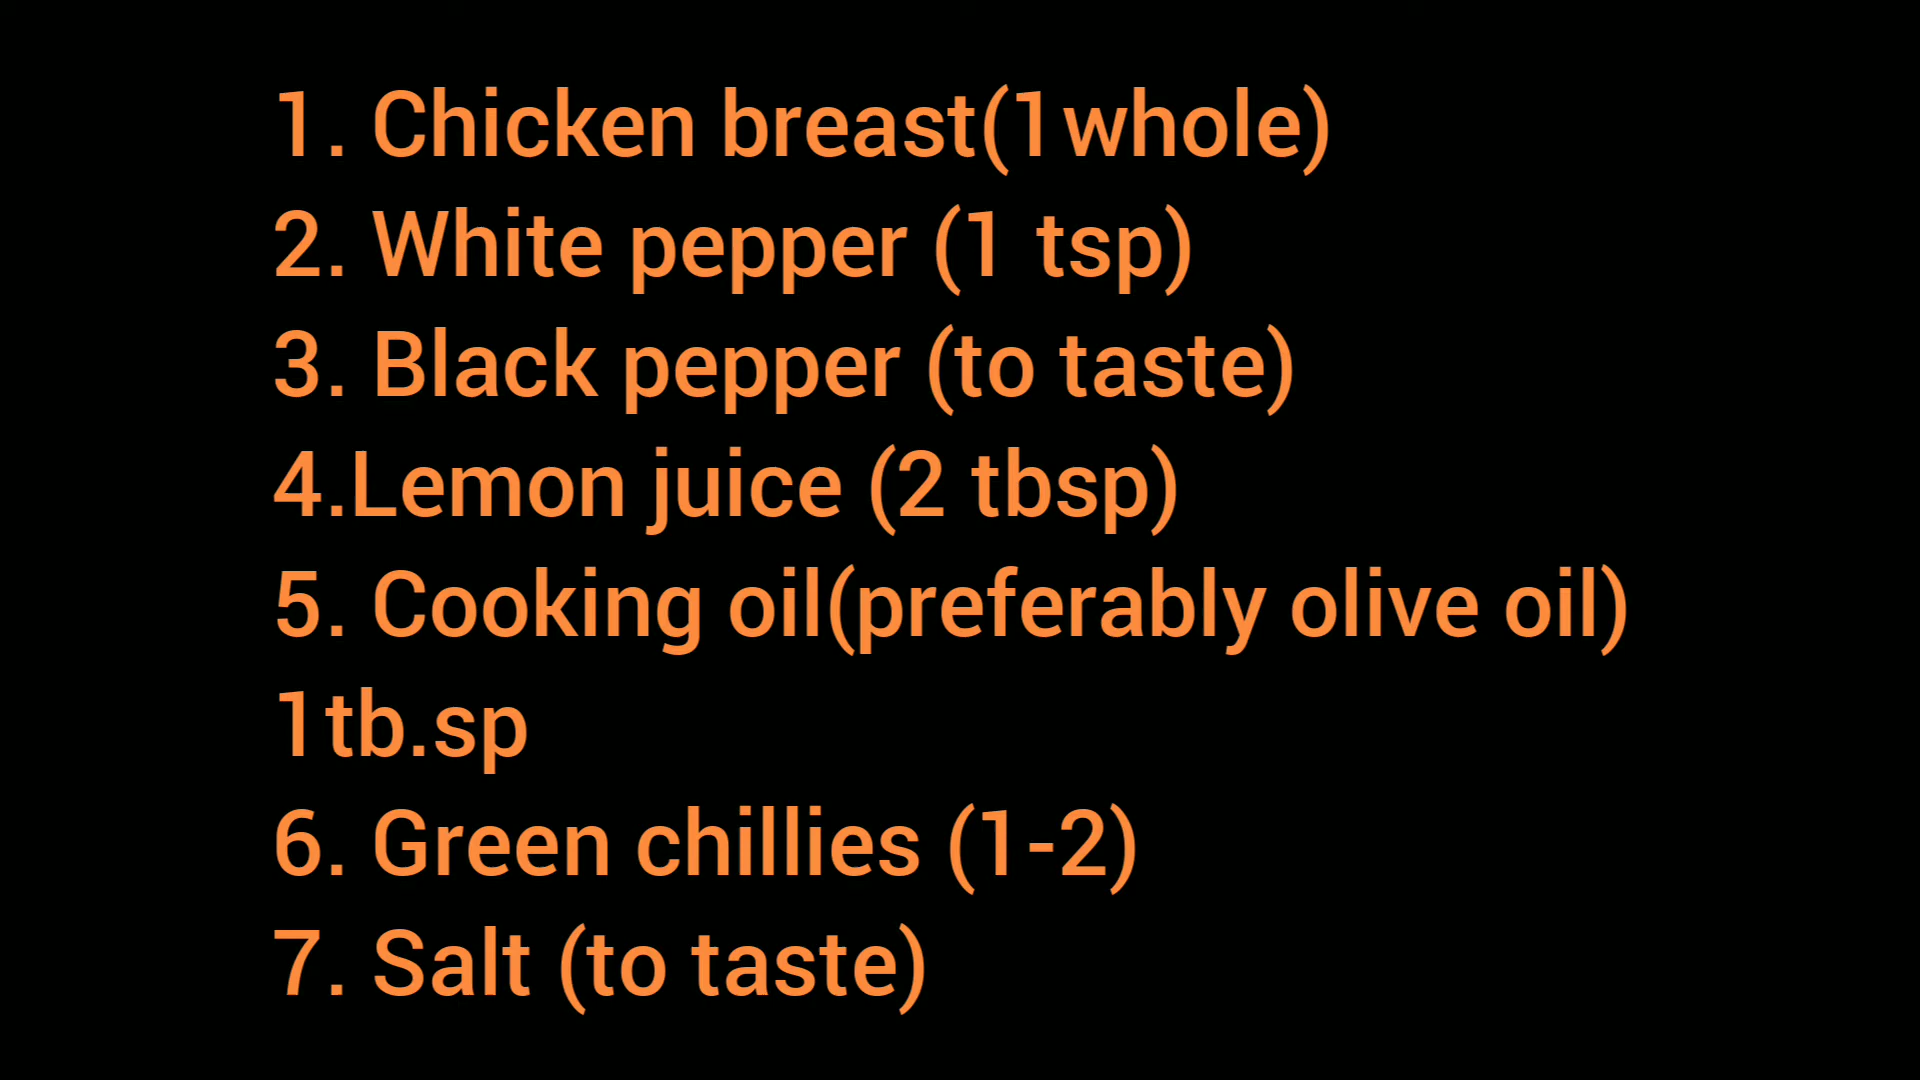 1. Chicken breast(1whole)
2. White pepper (1 tsp)
3. Black pepper (to taste)
4.Lemon juice (2 tbsp)
5. Cooking oil(preferably olive oil)
1tb.sp
6. Green chillies (1-2)
7. Salt (to taste)